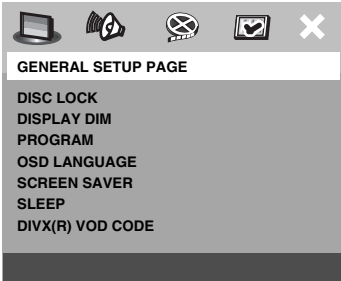 GENERAL SETUP PAGE
DISC LOCK
DISPLAY DIM
PROGRAM
OSD LANGUAGE
SCREEN SAVER
SLEEP
DIVX(R) VOD CODE